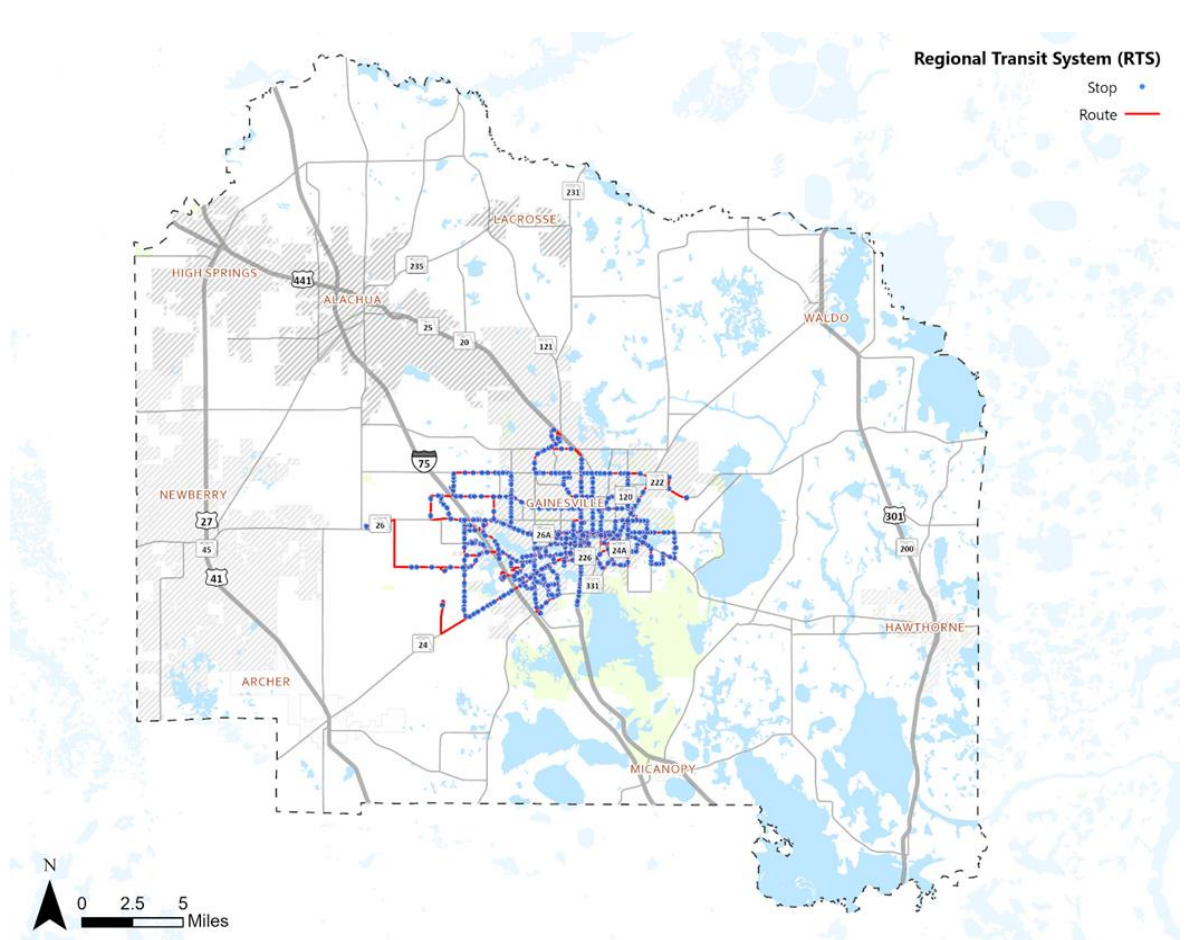 Regional Transit System (RTS)
Stop
Route
231
LACROSSE
235
HIGH SPRINGS
441
ALACHUA
WALDO
25
20
121
75
222
NEWBERRY
120
GAINESVILLE
301
27
26
26A
45
226
24A
200
41
331
HAWTHORNE
24
ARCHER
MICANOPY
N
0 2.5 5
Miles